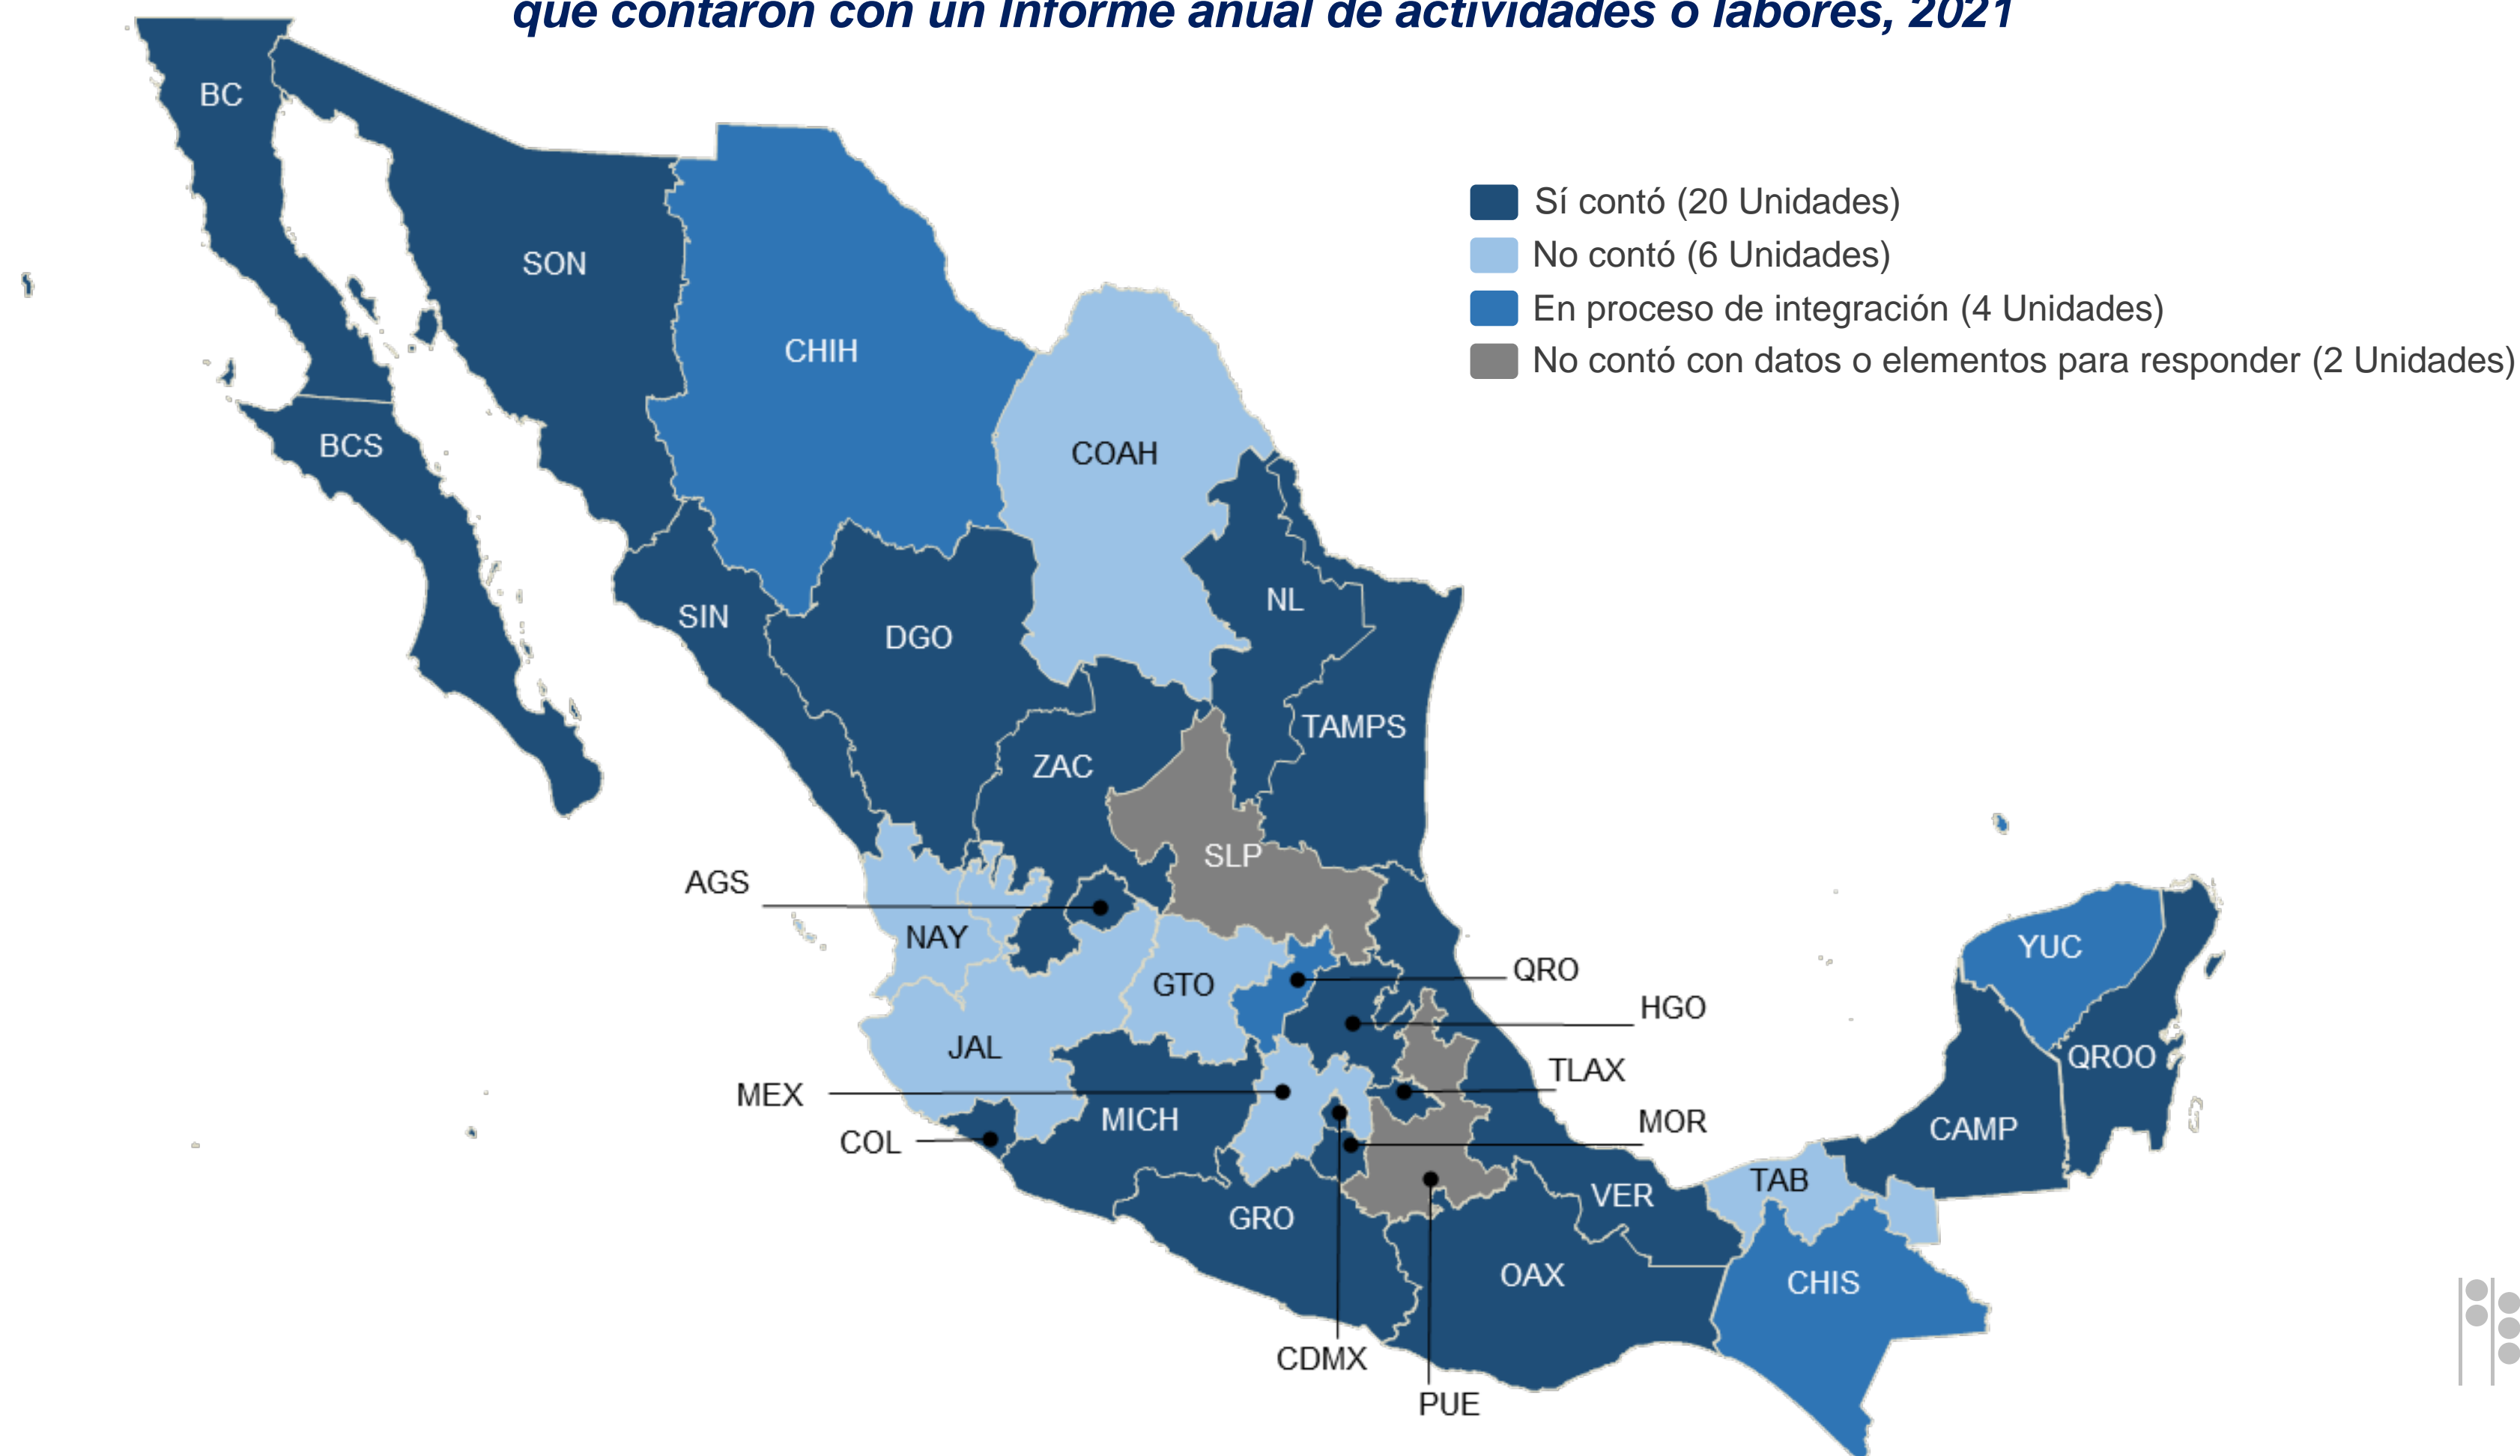 que contaron con un Informe anual de actividades o labores, 2021
BC
SON
CHIH
Sí contó (20 Unidades)
No contó (6 Unidades)
En proceso de integración (4 Unidades)
No contó con datos o elementos para responder (2 Unidades)
BCS
COAH
SIN
DGO
NL
TAMPS
ZAC
SLP
AGS
NAY
GTO
QRO
HGO
YUC
JAL
QROO
MEX
TLAX
COL
MICH
MOR
CAMP
TAB
VER
GRO
OAX
CHIS
CDMX
PUE